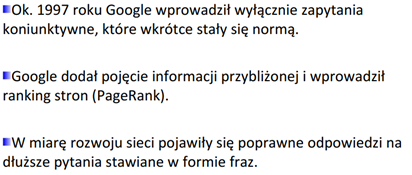 Ok. 1997 roku Google wprowadził wyłącznie zapytania
koniunktywne, które wkrótce stały się normą.
Google dodał pojęcie informacji przybliżonej i wprowadził
ranking stron (PageRank).
W miarę rozwoju sieci pojawiły się poprawne odpowiedzi na
dłuższe pytania stawiane w formie fraz.